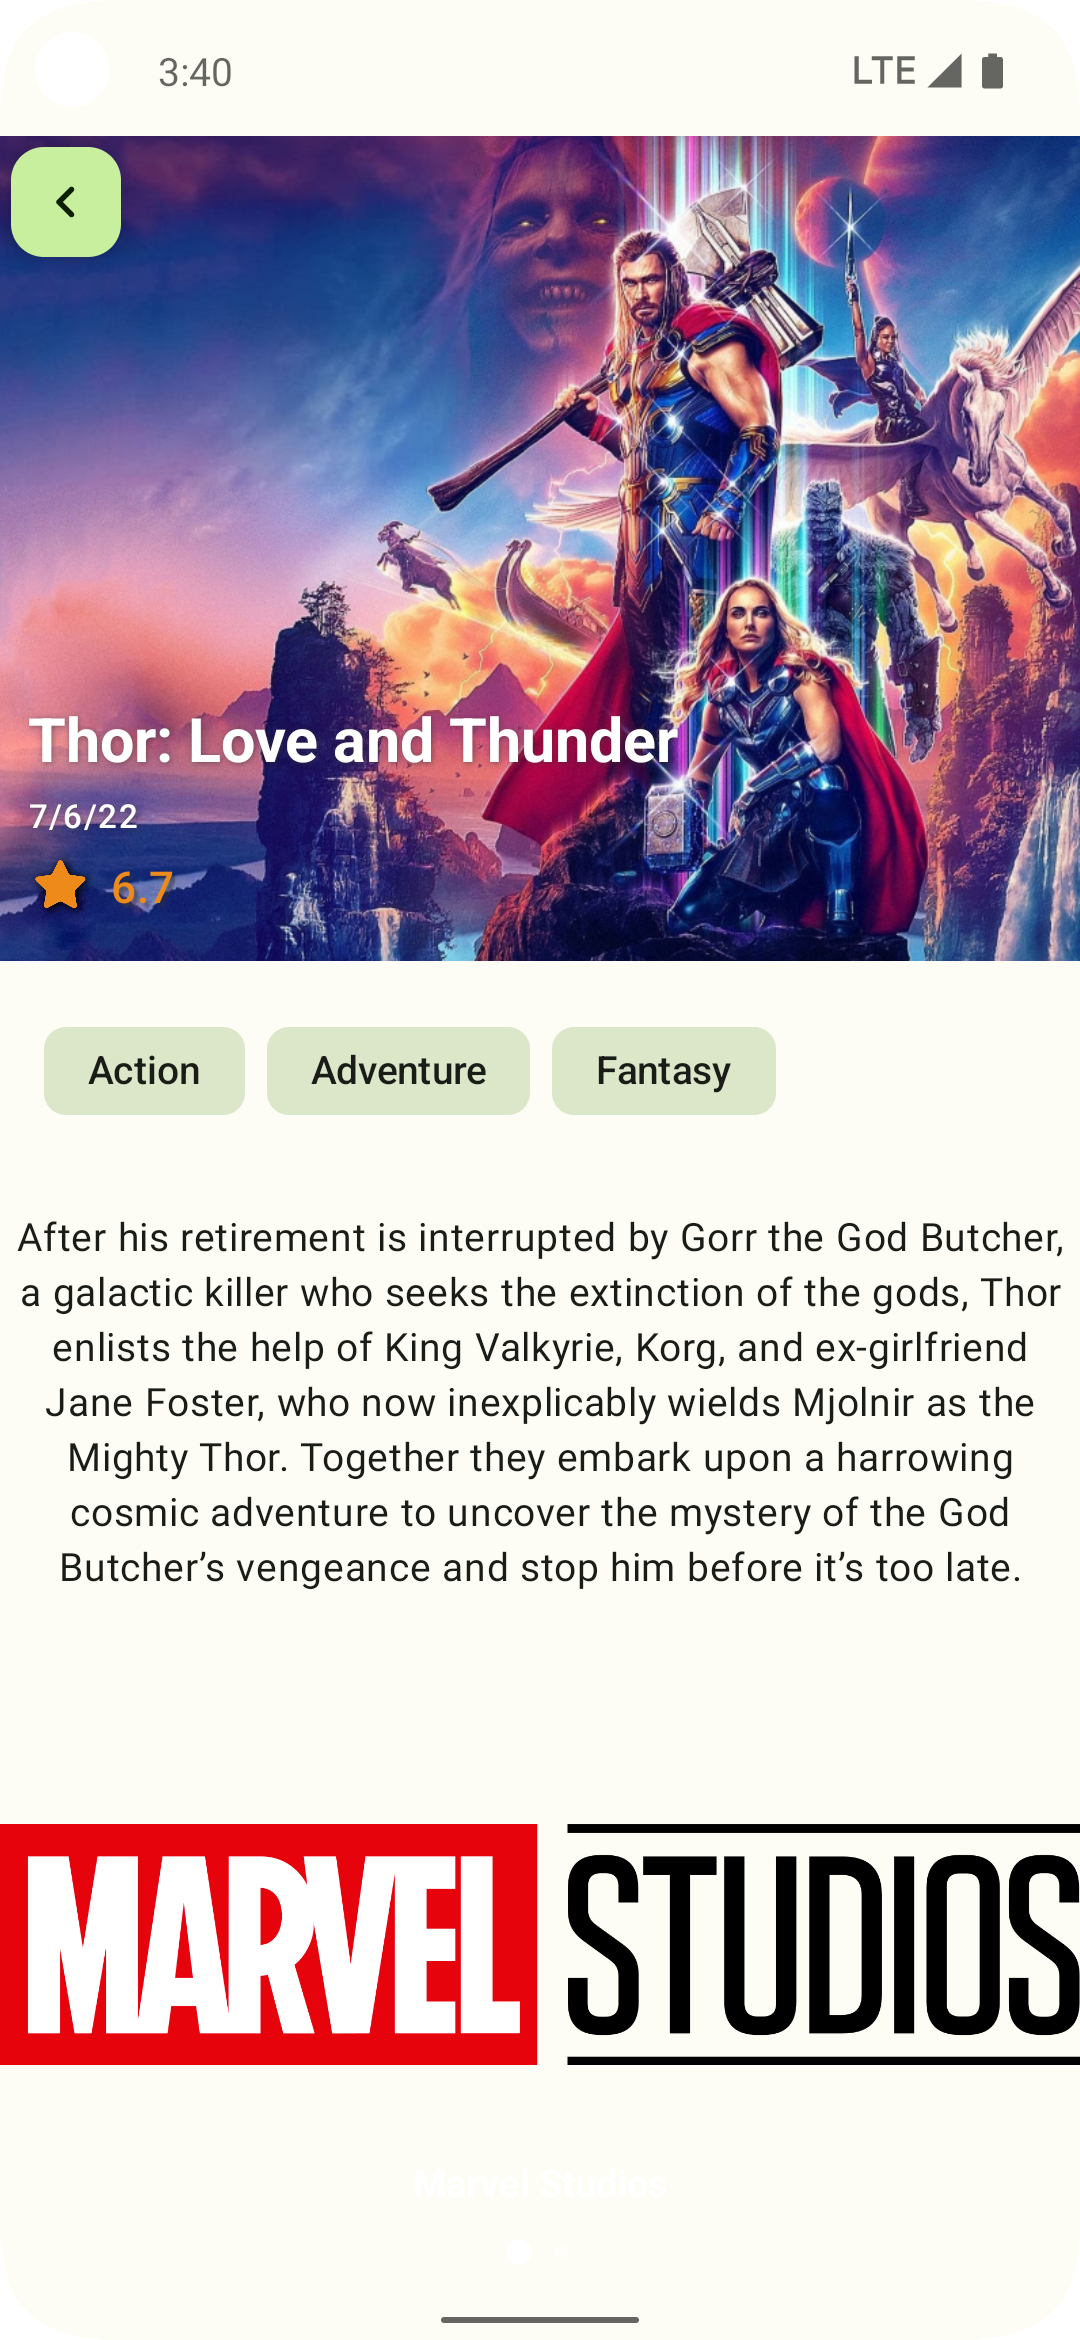 3:40
LTE
Thor: Love and Thunder
7/6/22
6.7
Action
Adventure
Fantasy
After his retirement is interrupted by Gorr the God Butcher,
a galactic killer who seeks the extinction of the gods, Thor
enlists the help of King Valkyrie, Korg, and ex-girlfriend
Jane Foster, who now inexplicably wields Mjolnir as the
Mighty Thor. Together they embark upon a harrowing
cosmic adventure to uncover the mystery of the God
Butcher’s vengeance and stop him before it’s too late.
MARVEL STUDIOS
Marvel Studios